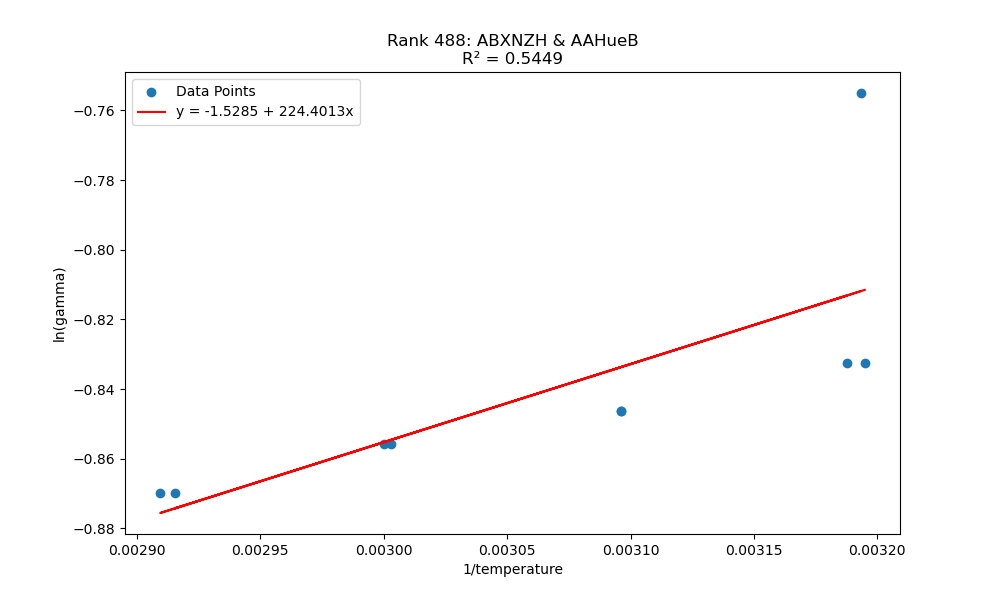 Rank 488: ABXNZH & AAHueB
R² = 0.5449
Data Points
y = -1.5285 + 224.4013x
−0.76
−0.78
−0.80
−0.82
−0.84
−0.86
−0.88
ln(gamma)
0.00290 0.00295 0.00300 0.00305 0.00310 0.00315 0.00320
1/temperature